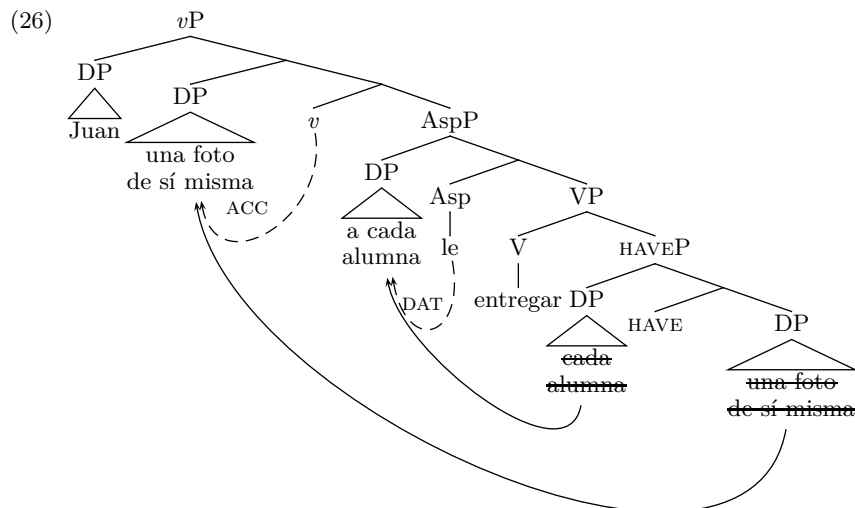 (26)
vP
DP
Juan
DP
una foto
de sí misma
v
AspP
ACC
DP
a cada
alumna
Asp
le
VP
DAT
V
entregar
HAVEP
DP
cada
alumna
HAVE
DP
una foto
de sí misma